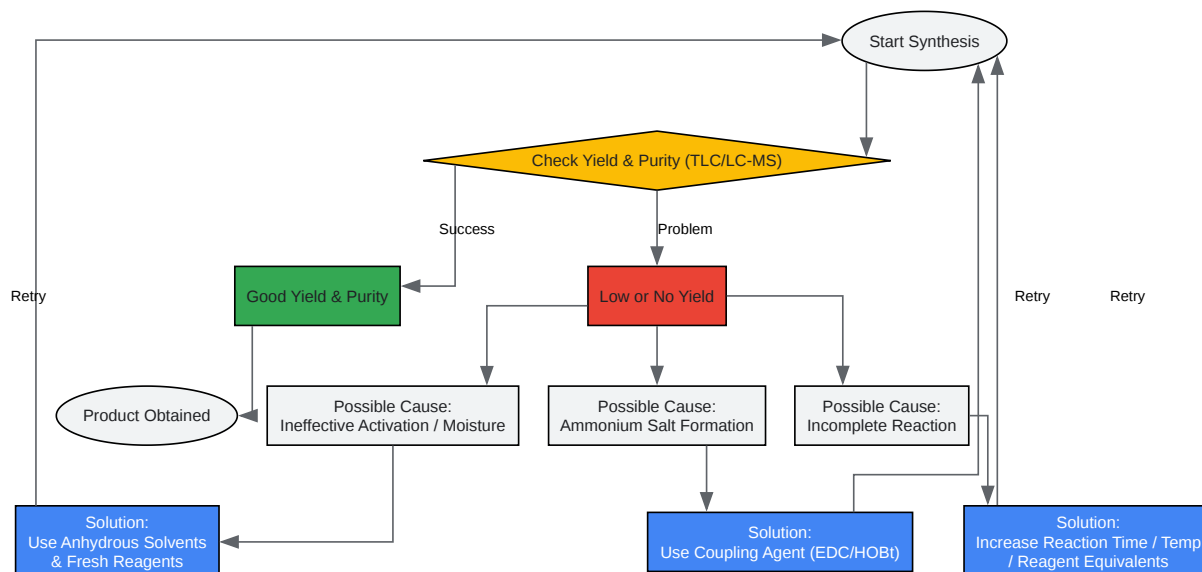 Start Synthesis
Check Yield & Purity (TLC/LC-MS)
Success
Problem
Good Yield & Purity
Low or No Yield
Retry
Retry
Retry
Product Obtained
Possible Cause:
Ineffective Activation / Moisture
Possible Cause:
Ammonium Salt Formation
Possible Cause:
Incomplete Reaction
Solution:
Use Anhydrous Solvents
& Fresh Reagents
Solution:
Use Coupling Agent (EDC/HOBt)
Solution:
Increase Reaction Time / Temp
/ Reagent Equivalents